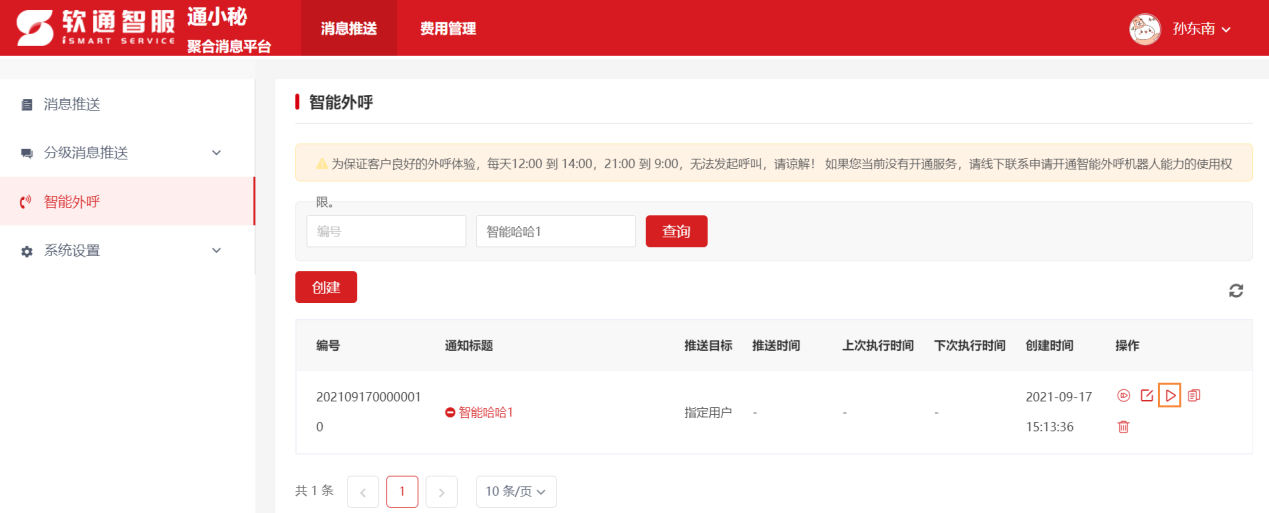 软通智服
iSMART SERVICE
通小秘
聚合消息平台
消息推送
费用管理
孙东南
消息推送
分级消息推送
智能外呼
系统设置
智能外呼
为保证客户良好的外呼体验，每天12:00 到 14:00，21:00 到 9:00，无法发起呼叫，请谅解！ 如果您当前没有开通服务，请线下联系申请开通智能外呼机器人能力的使用权
限。
编号
智能哈哈1
查询
创建
编号 通知标题 推送目标 推送时间 上次执行时间 下次执行时间 创建时间 操作
202109170000001
0
智能哈哈1
指定用户
-
-
-
2021-09-17
15:13:36
共 1 条
1
10 条/页